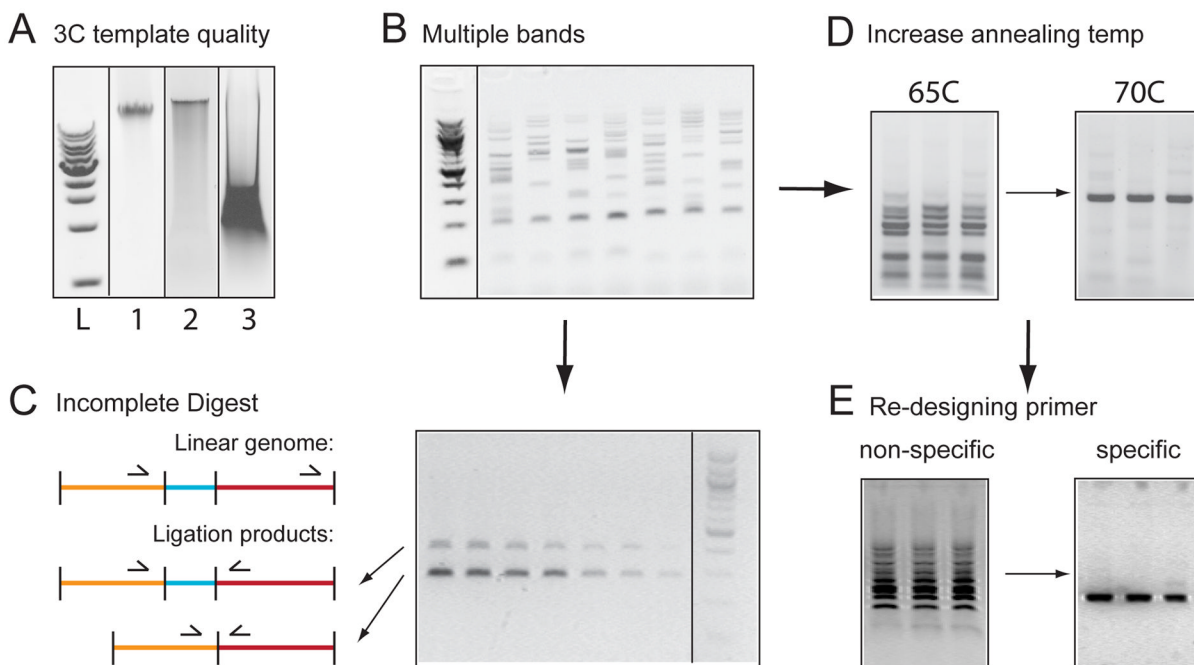 A 3C template quality
L 1 2 3
B Multiple bands
C Incomplete Digest
Linear genome:
Ligation products:
D Increase annealing temp
65C 70C
E Re-designing primer
non-specific specific